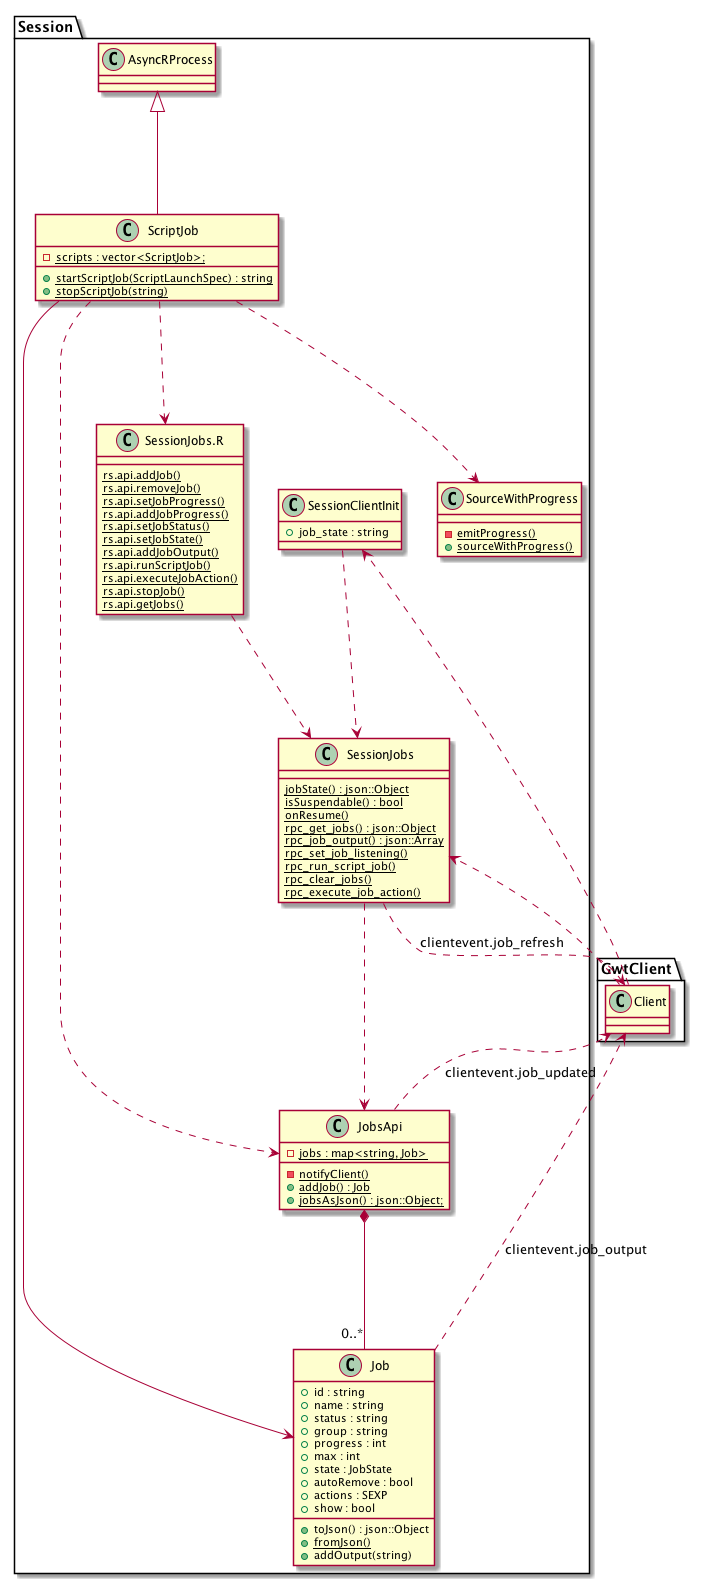 Session
C AsyncRProcess
C ScriptJob
scripts : vector<ScriptJob>;
startScriptJob(ScriptLaunchSpec) : string
stopScriptJob(string)
C SessionJobs.R
rs.api.addJob()
rs.api.removeJob()
rs.api.setJobProgress()
rs.api.addJobProgress()
rs.api.setJobStatus()
rs.api.setJobState()
rs.api.addJobOutput()
rs.api.runScriptJob()
rs.api.executeJobAction()
rs.api.stopJob()
rs.api.getJobs()
C SessionClientInit
job_state : string
C SourceWithProgress
emitProgress()
sourceWithProgress()
C SessionJobs
jobState() : json::Object
isSuspendable() : bool
onResume()
rpc_get_jobs() : json::Object
rpc_job_output() : json::Array
rpc_set_job_listening()
rpc_run_script_job()
rpc_clear_jobs()
rpc_execute_job_action()
clientevent.job_refresh
GwtClient
C Client
clientevent.job_updated
C JobsApi
jobs : map<string, Job>
notifyClient()
addJob() : Job
jobsAsJson() : json::Object;
clientevent.job_output
0..*
C Job
id : string
name : string
status : string
group : string
progress : int
max : int
state : JobState
autoRemove : bool
actions : SEXP
show : bool
toJson() : json::Object
fromJson()
addOutput(string)